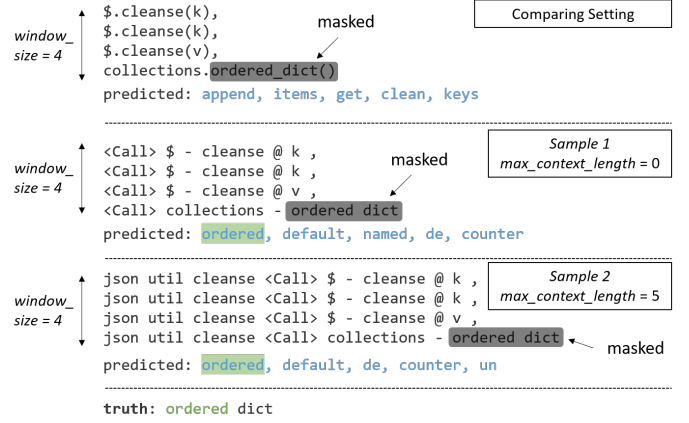 $.cleanse(k),
masked
Comparing Setting
window_
size = 4
$.cleanse(k),
$.cleanse(v),
collections.ordered_dict()
predicted: append, items, get, clean, keys
Sample 1
max_context_length = 0
window_
size = 4
<Call> $ - cleanse @ k ,
masked
<Call> $ - cleanse @ k ,
<Call> $ - cleanse @ v ,
<Call> collections - ordered dict
predicted: ordered, default, named, de, counter
Sample 2
max_context_length = 5
window_
size = 4
json util cleanse <Call> $ - cleanse @ k ,
json util cleanse <Call> $ - cleanse @ k ,
json util cleanse <Call> $ - cleanse @ v ,
json util cleanse <Call> collections - ordered dict
masked
predicted: ordered, default, de, counter, un
truth: ordered dict